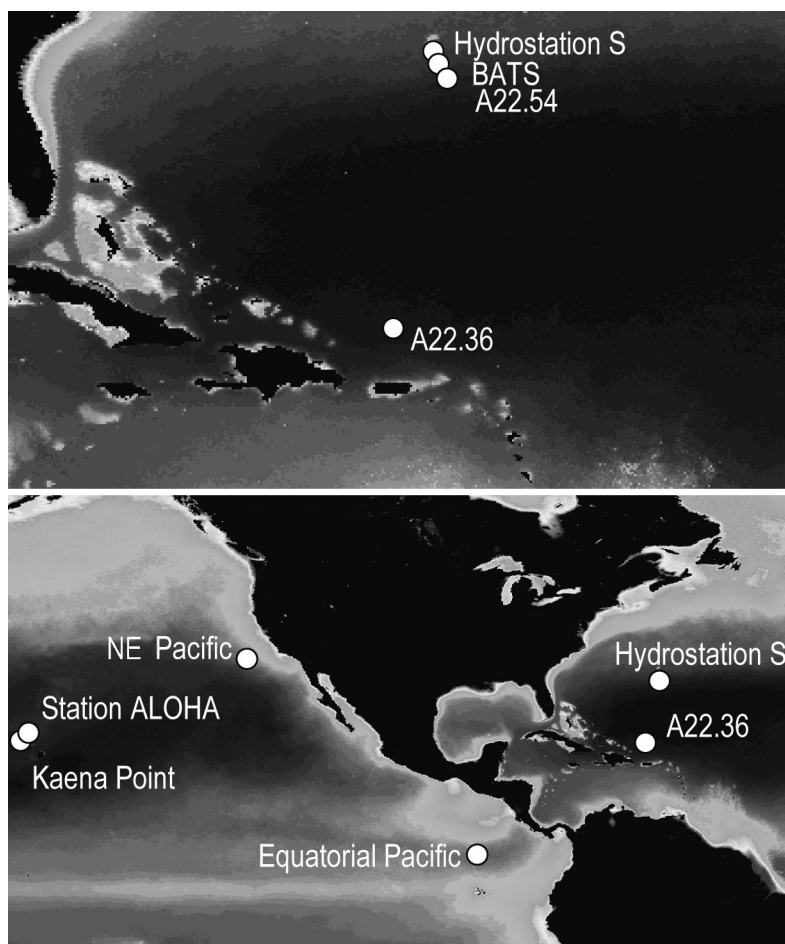 Hydrostation S
BATS
A22.54
A22.36
NE Pacific
Hydrostation S
Station ALOHA
A22.36
Kaena Point
Equatorial Pacific